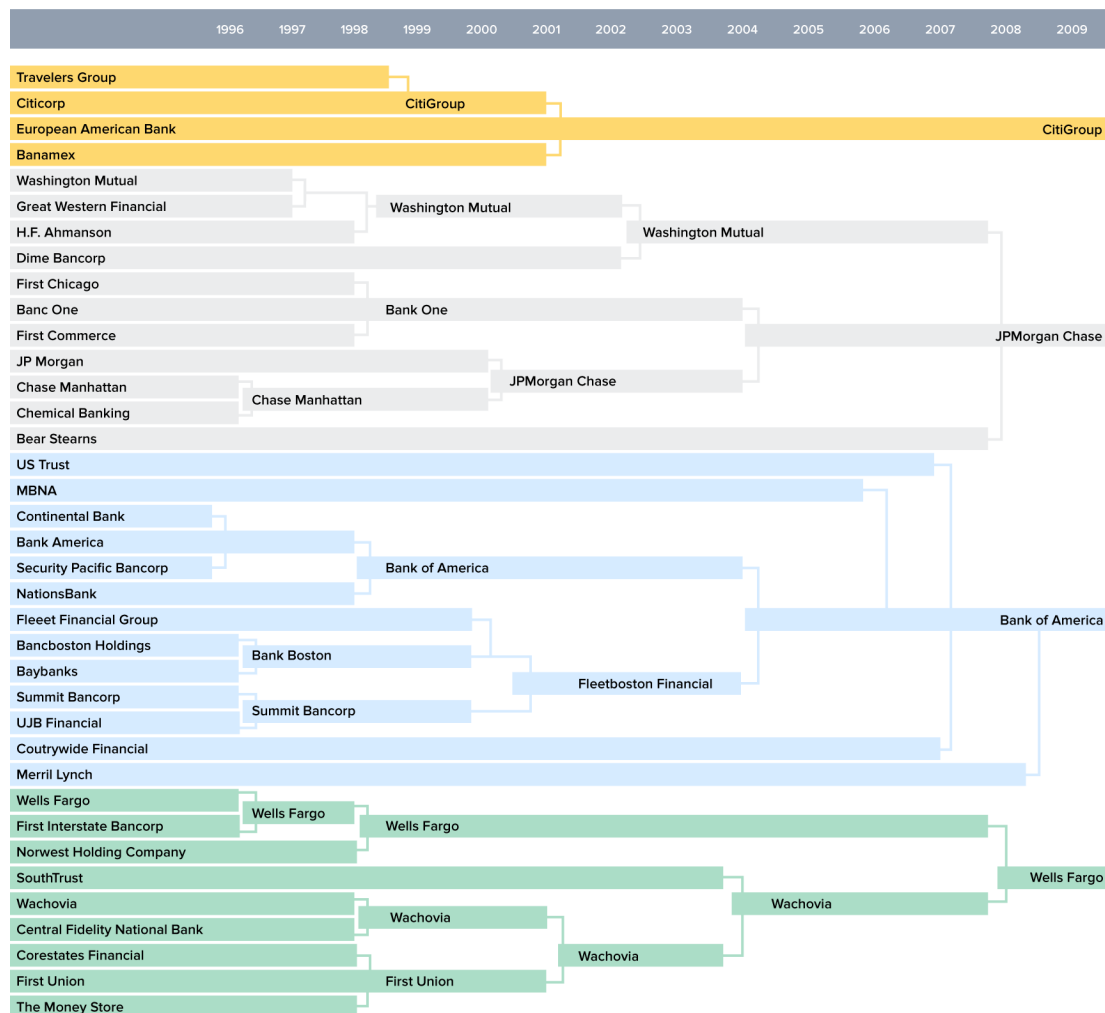 1996 1997 1998 1999 2000 2001 2002 2003 2004 2005 2006 2007 2008 2009
Travelers Group
Citicorp CitiGroup
European American Bank CitiGroup
Banamex
Washington Mutual
Great Western Financial Washington Mutual
H.F. Ahmanson Washington Mutual
Dime Bancorp
First Chicago
Banc One Bank One
First Commerce JPMorgan Chase
JP Morgan
JPMorgan Chase
Chase Manhattan
Chase Manhattan
Chemical Banking
Bear Stearns
US Trust
MBNA
Continental Bank
Bank America
Security Pacific Bancorp Bank of America
NationsBank
Fleeet Financial Group Bank of America
Bancboston Holdings
Bank Boston
Baybanks
Fleetboston Financial
Summit Bancorp
Summit Bancorp
UJB Financial
Coutrywide Financial
Merril Lynch
Wells Fargo
Wells Fargo
First Interstate Bancorp Wells Fargo
Norwest Holding Company
SouthTrust Wells Fargo
Wachovia Wachovia
Wachovia
Central Fidelity National Bank
Corestates Financial Wachovia
First Union First Union
The Money Store